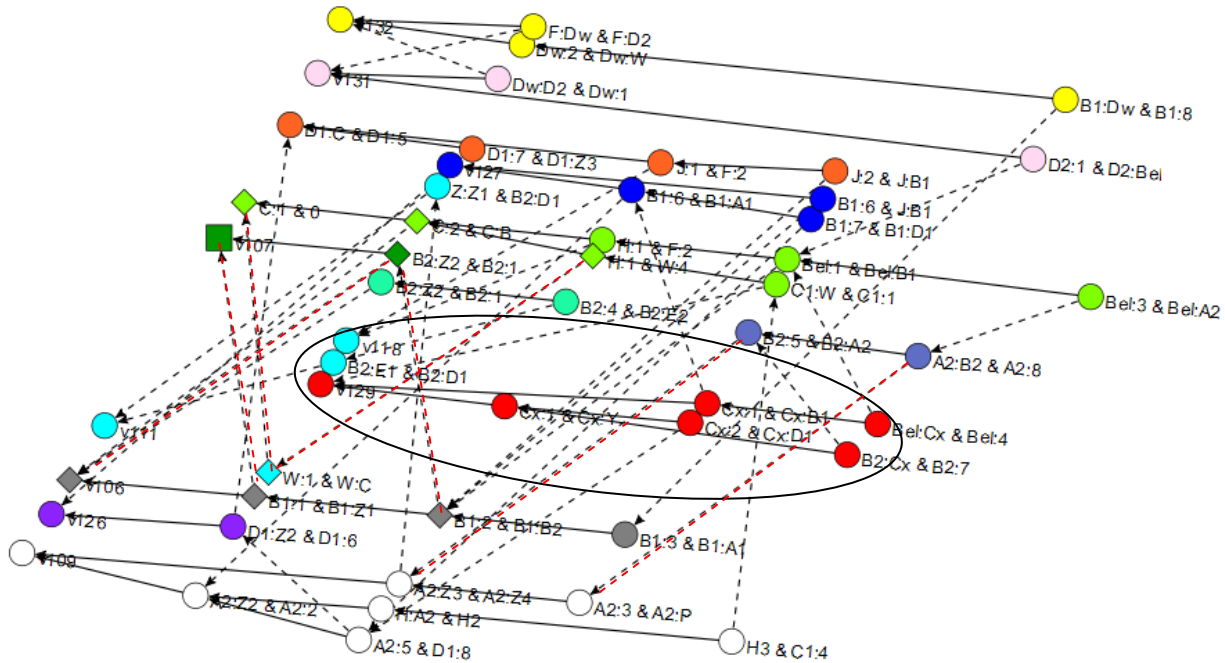 v132
F:Dw & F:D2
Dw:2 & Dw:W
v131
Dw:D2 & Dw:1
B1:Dw & B1:8
D1:C & D1:5
D1:7 & D1:Z3
J:1 & F:2
J:2 & J:B1
D2:1 & D2:Bel
v127
Z:Z1 & B2:D1
B1:6 & B1:A1
B1:6 & J:B1
B1:7 & B1:D1
C:1 & 0
C:2 & C:B
H:1 & F:2
H:1 & W:4
Bel:1 & Bel:B1
C1:W & C1:1
Bel:3 & Bel:A2
v107
B2:Z2 & B2:1
B2:Z2 & B2:1
B2:4 & B2:E2
B2:5 & B2:A2
A2:B2 & A2:8
v118
B2:E1 & B2:D1
v129
Cx:1 & Cx:Y
Cx:1 & Cx:B1
Cx:2 & Cx:D1
Bel:Cx & Bel:4
B2:Cx & B2:7
v111
W:1 & W:C
v106
B1:1 & B1:Z1
B1:2 & B1:B2
B1:3 & B1:A1
v126
D1:Z2 & D1:6
v109
A2:Z3 & A2:Z4
A2:3 & A2:P
A2:Z2 & A2:2
H:A2 & H2
A2:5 & D1:8
H3 & C1:4